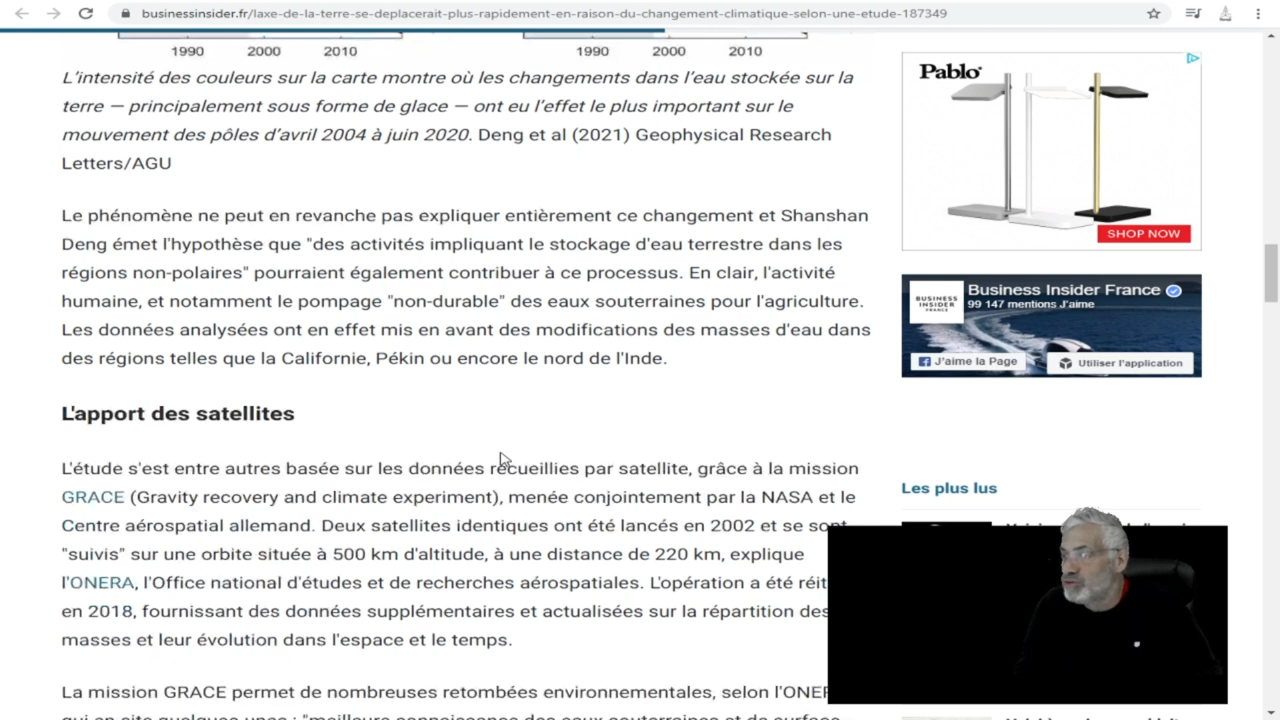 businessinsider.fr/laxe-de-la-terre-se-deplacerait-plus-rapidement-en-raison-du-changement-climatique-selon-une-etude-187349
1990 2000 2010 1990 2000 2010
L'intensité des couleurs sur la carte montre où les changements dans l'eau stockée sur la
terre — principalement sous forme de glace — ont eu l'effet le plus important sur le
mouvement des pôles d'avril 2004 à juin 2020. Deng et al (2021) Geophysical Research
Letters/AGU
Le phénomène ne peut en revanche pas expliquer entièrement ce changement et Shanshan
Deng émet l'hypothèse que "des activités impliquant le stockage d'eau terrestre dans les
régions non-polaires" pourraient également contribuer à ce processus. En clair, l'activité
humaine, et notamment le pompage "non-durable" des eaux souterraines pour l'agriculture.
Les données analysées ont en effet mis en avant des modifications des masses d'eau dans
des régions telles que la Californie, Pékin ou encore le nord de l'Inde.
L'apport des satellites
L'étude s'est entre autres basée sur les données recueillies par satellite, grâce à la mission
GRACE (Gravity recovery and climate experiment), menée conjointement par la NASA et le
Centre aérospatial allemand. Deux satellites identiques ont été lancés en 2002 et se sont
"suivis" sur une orbite située à 500 km d'altitude, à une distance de 220 km, explique
l'ONERA, l'Office national d'études et de recherches aérospatiales. L'opération a été réit
en 2018, fournissant des données supplémentaires et actualisées sur la répartition des
masses et leur évolution dans l'espace et le temps.
La mission GRACE permet de nombreuses retombées environnementales, selon l'ONER
Pablo
SHOP NOW
BUSINESS
INSIDER
FRANCE
Business Insider France
99 147 mentions J'aime
J'aime la Page
Utiliser l'application
Les plus lus